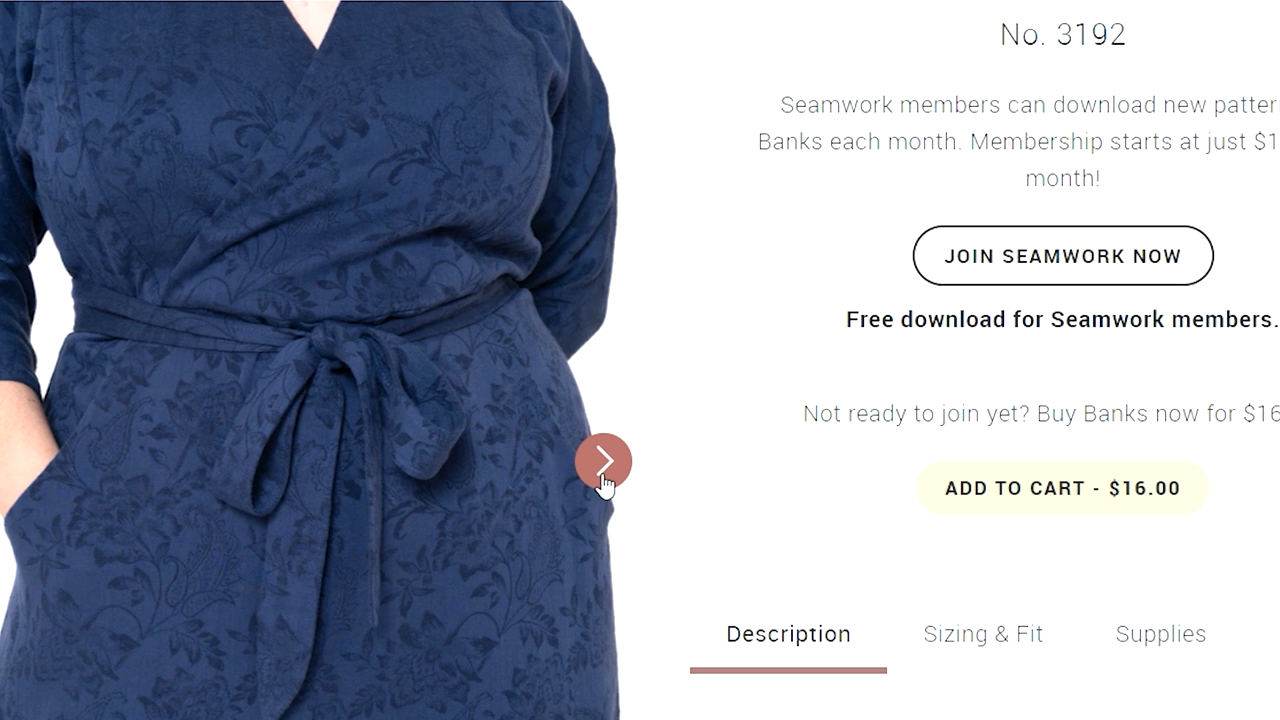 No. 3192
Seamwork members can download new
Banks each month. Membership starts at just
month!
JOIN SEAMWORK NOW
Free download for Seamwork members.
Not ready to join yet? Buy Banks now for $16
ADD TO CART - $16.00
Description
Sizing & Fit
Supplies